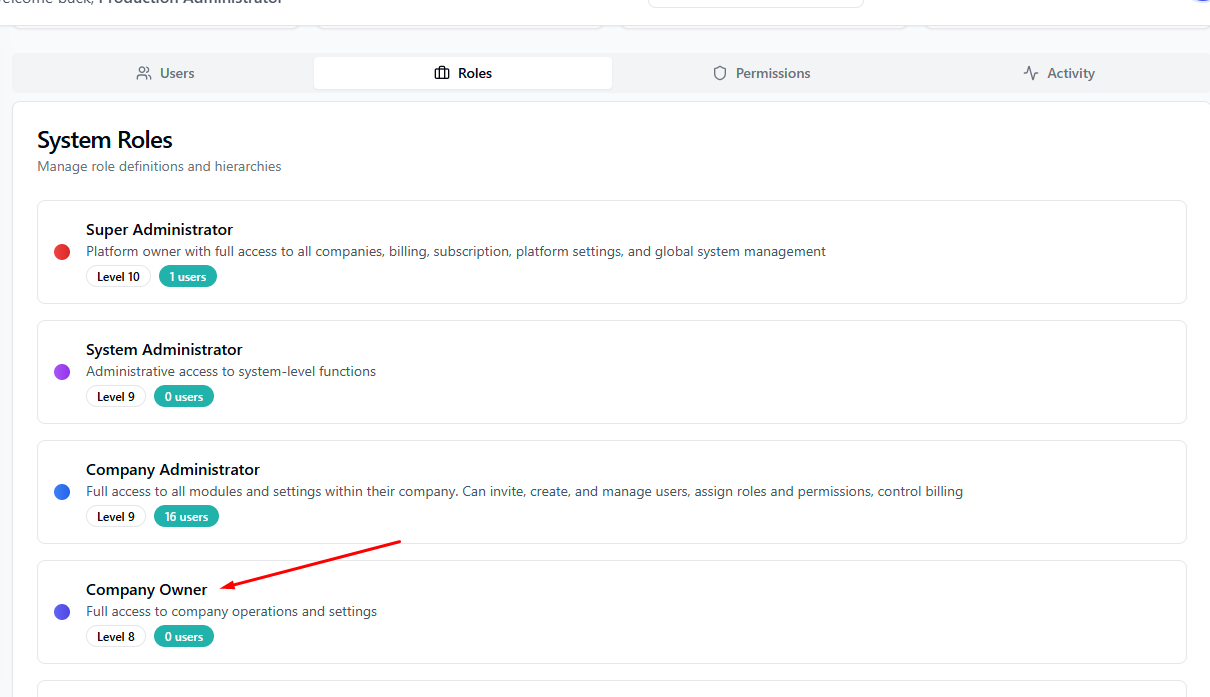 Welcome back, Production Administrator
Users
Roles
Permissions
Activity
System Roles
Manage role definitions and hierarchies
Super Administrator
Platform owner with full access to all companies, billing, subscription, platform settings, and global system management
Level 10
1 users
System Administrator
Administrative access to system-level functions
Level 9
0 users
Company Administrator
Full access to all modules and settings within their company. Can invite, create, and manage users, assign roles and permissions, control billing
Level 9
16 users
Company Owner
Full access to company operations and settings
Level 8
0 users